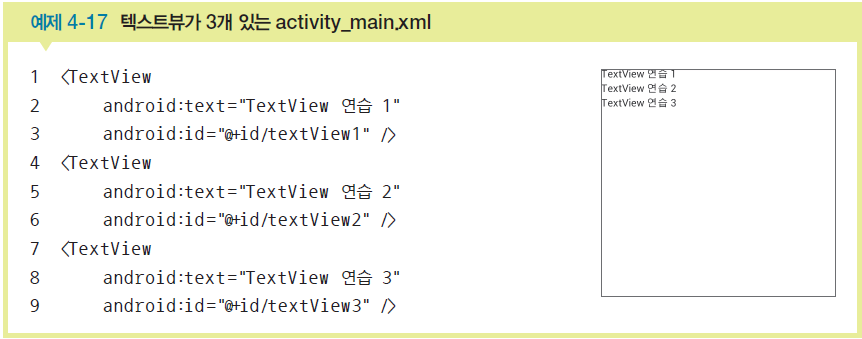 예제 4-17 텍스트뷰가 3개 있는 activity_main.xml
1 <TextView
2 android:text="TextView 연습 1"
3 android:id="@+id/textView1" />
4 <TextView
5 android:text="TextView 연습 2"
6 android:id="@+id/textView2" />
7 <TextView
8 android:text="TextView 연습 3"
9 android:id="@+id/textView3" />
TextView 연습 1
TextView 연습 2
TextView 연습 3